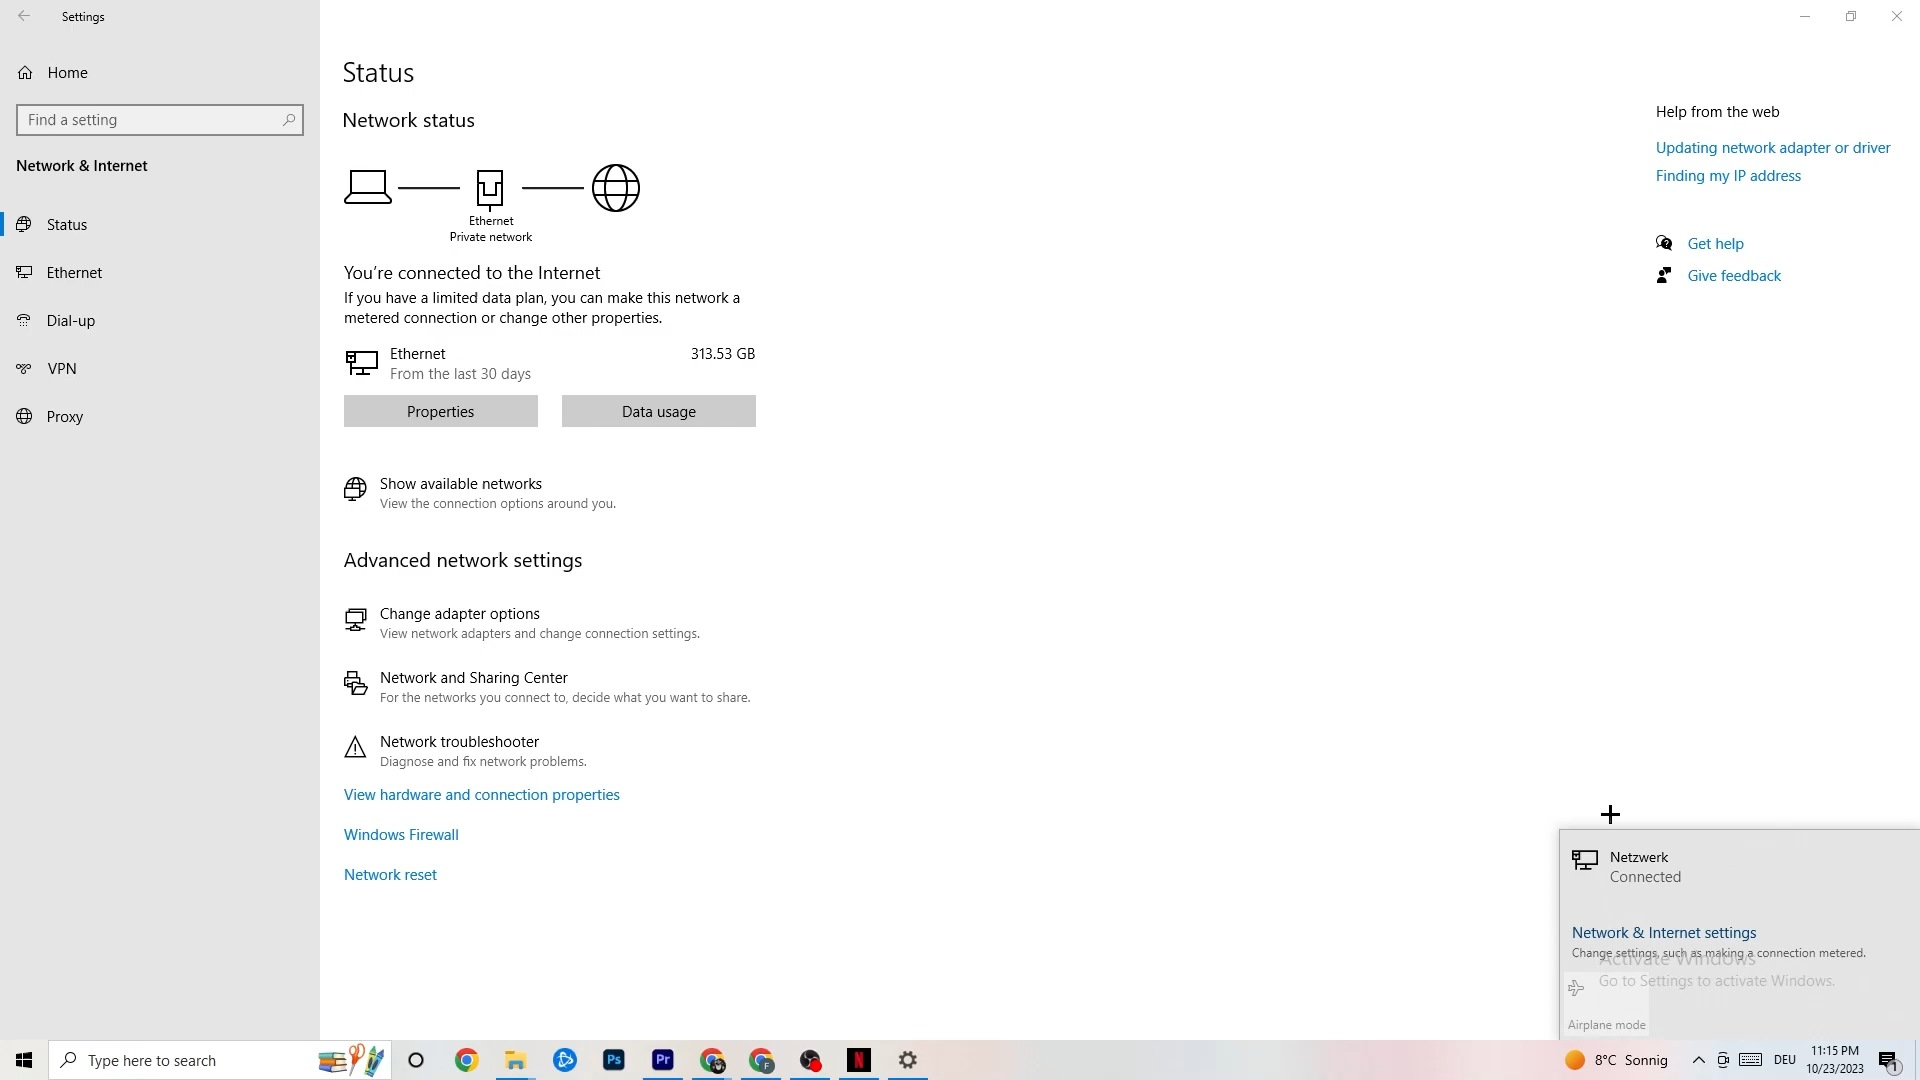 Settings
Home
Find a setting
Network & Internet
Status
Ethernet
Dial-up
VPN
Proxy
Status
Network status
Ethernet
Private network
You're connected to the Internet
If you have a limited data plan, you can make this network a
metered connection or change other properties.
Ethernet 313.53 GB
From the last 30 days
Properties Data usage
Show available networks
View the connection options around you.
Advanced network settings
Change adapter options
View network adapters and change connection settings.
Network and Sharing Center
For the networks you connect to, decide what you want to share.
Network troubleshooter
Diagnose and fix network problems.
View hardware and connection properties
Windows Firewall
Network reset
Help from the web
Updating network adapter or driver
Finding my IP address
Get help
Give feedback
Netzwerk
Connected
Network & Internet settings
Change settings, such as making a connection metered.
Activate Windows
Go to Settings to activate Windows.
Airplane mode
Type here to search
Ps
Pr
F
N
8°C Sonnig
DEU
11:15 PM
10/23/2023
1